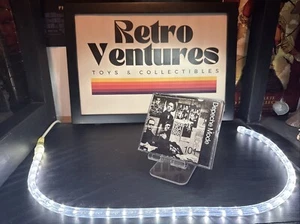 Retro
Ventures
TOYS & COLLECTIBLES
Depeche Mode
101